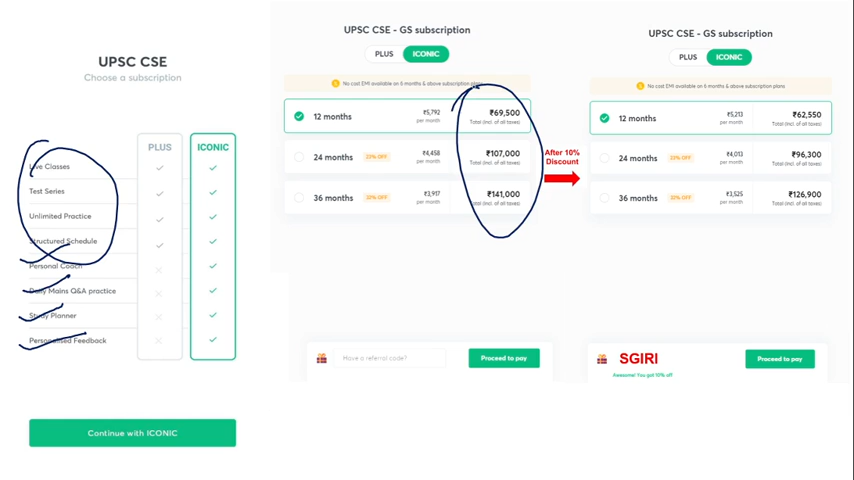 UPSC CSE
Choose a subscription
PLUS
ICONIC
Live Classes
Test Series
Unlimited Practice
Structured Schedule
Personal Coach
Daily Mains Q&A practice
Study Planner
Personalised Feedback
Continue with ICONIC
UPSC CSE - GS subscription
PLUS
ICONIC
No cost EMI available on 6 months & above subscription plans
12 months
₹5,792
per month
₹69,500
Total (Incl. of all taxes)
24 months
₹4,458
per month
₹107,000
Total (Incl. of all taxes)
36 months
₹3,917
per month
₹141,000
Total (Incl. of all taxes)
Have a referral code?
Proceed to pay
After 10%
Discount
UPSC CSE - GS subscription
PLUS
ICONIC
No cost EMI available on 6 months & above subscription plans
12 months
₹5,213
per month
₹62,550
Total (Incl. of all taxes)
24 months
₹4,013
per month
₹96,300
Total (Incl. of all taxes)
36 months
₹3,525
per month
₹126,900
Total (Incl. of all taxes)
SGIRI
Proceed to pay
Awesome! You got 10% off